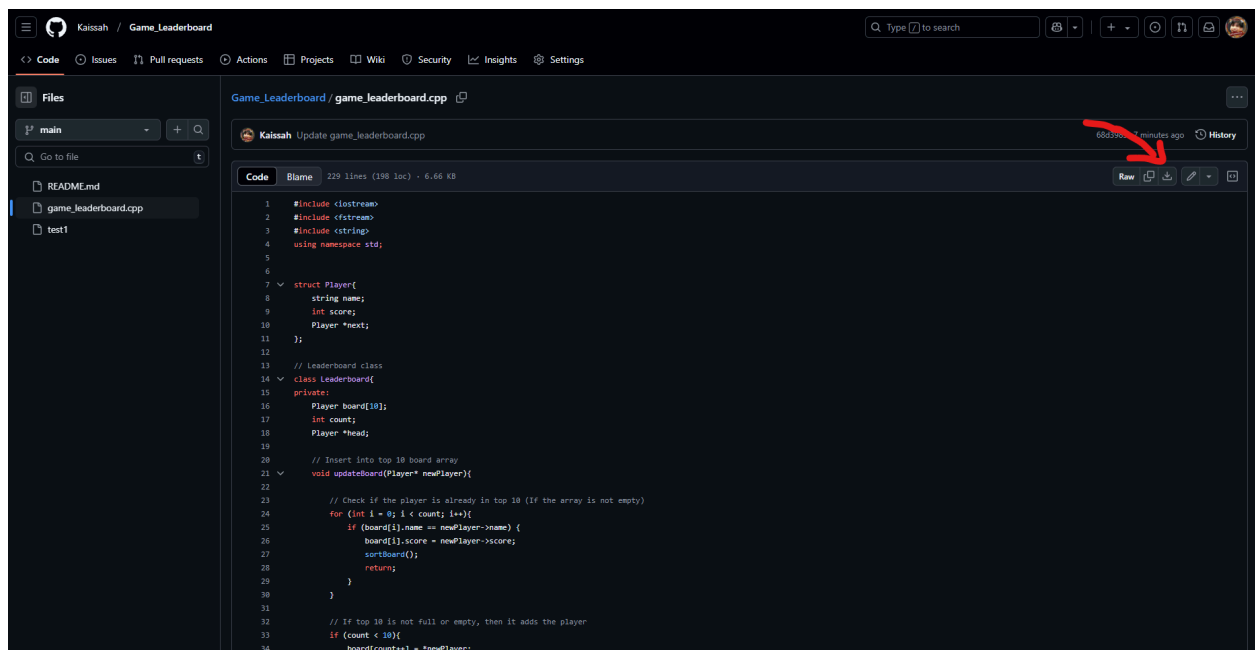 Kaissah / Game_Leaderboard
Type / to search
Code Issues Pull requests Actions Projects Wiki Security Insights Settings
Files
main
Go to file t
README.md
game_leaderboard.cpp
test1
Game_Leaderboard / game_leaderboard.cpp
Kaissah Update game_leaderboard.cpp
7 minutes ago History
Code Blame 229 lines (198 loc) · 6.66 KB
Raw
1 #include <iostream>
2 #include <fstream>
3 #include <string>
4 using namespace std;
5
6
7 struct Player{
8 string name;
9 int score;
10 Player *next;
11 };
12
13 // Leaderboard class
14 class Leaderboard{
15 private:
16 Player board[10];
17 int count;
18 Player *head;
19
20 // Insert into top 10 board array
21 void updateBoard(Player* newPlayer){
22
23 // Check if the player is already in top 10 (If the array is not empty)
24 for (int i = 0; i < count; i++){
25 if (board[i].name == newPlayer->name) {
26 board[i].score = newPlayer->score;
27 sortBoard();
28 return;
29 }
30 }
31
32 // If top 10 is not full or empty, then it adds the player
33 if (count < 10){
34 board[count++] = *newPlayer;